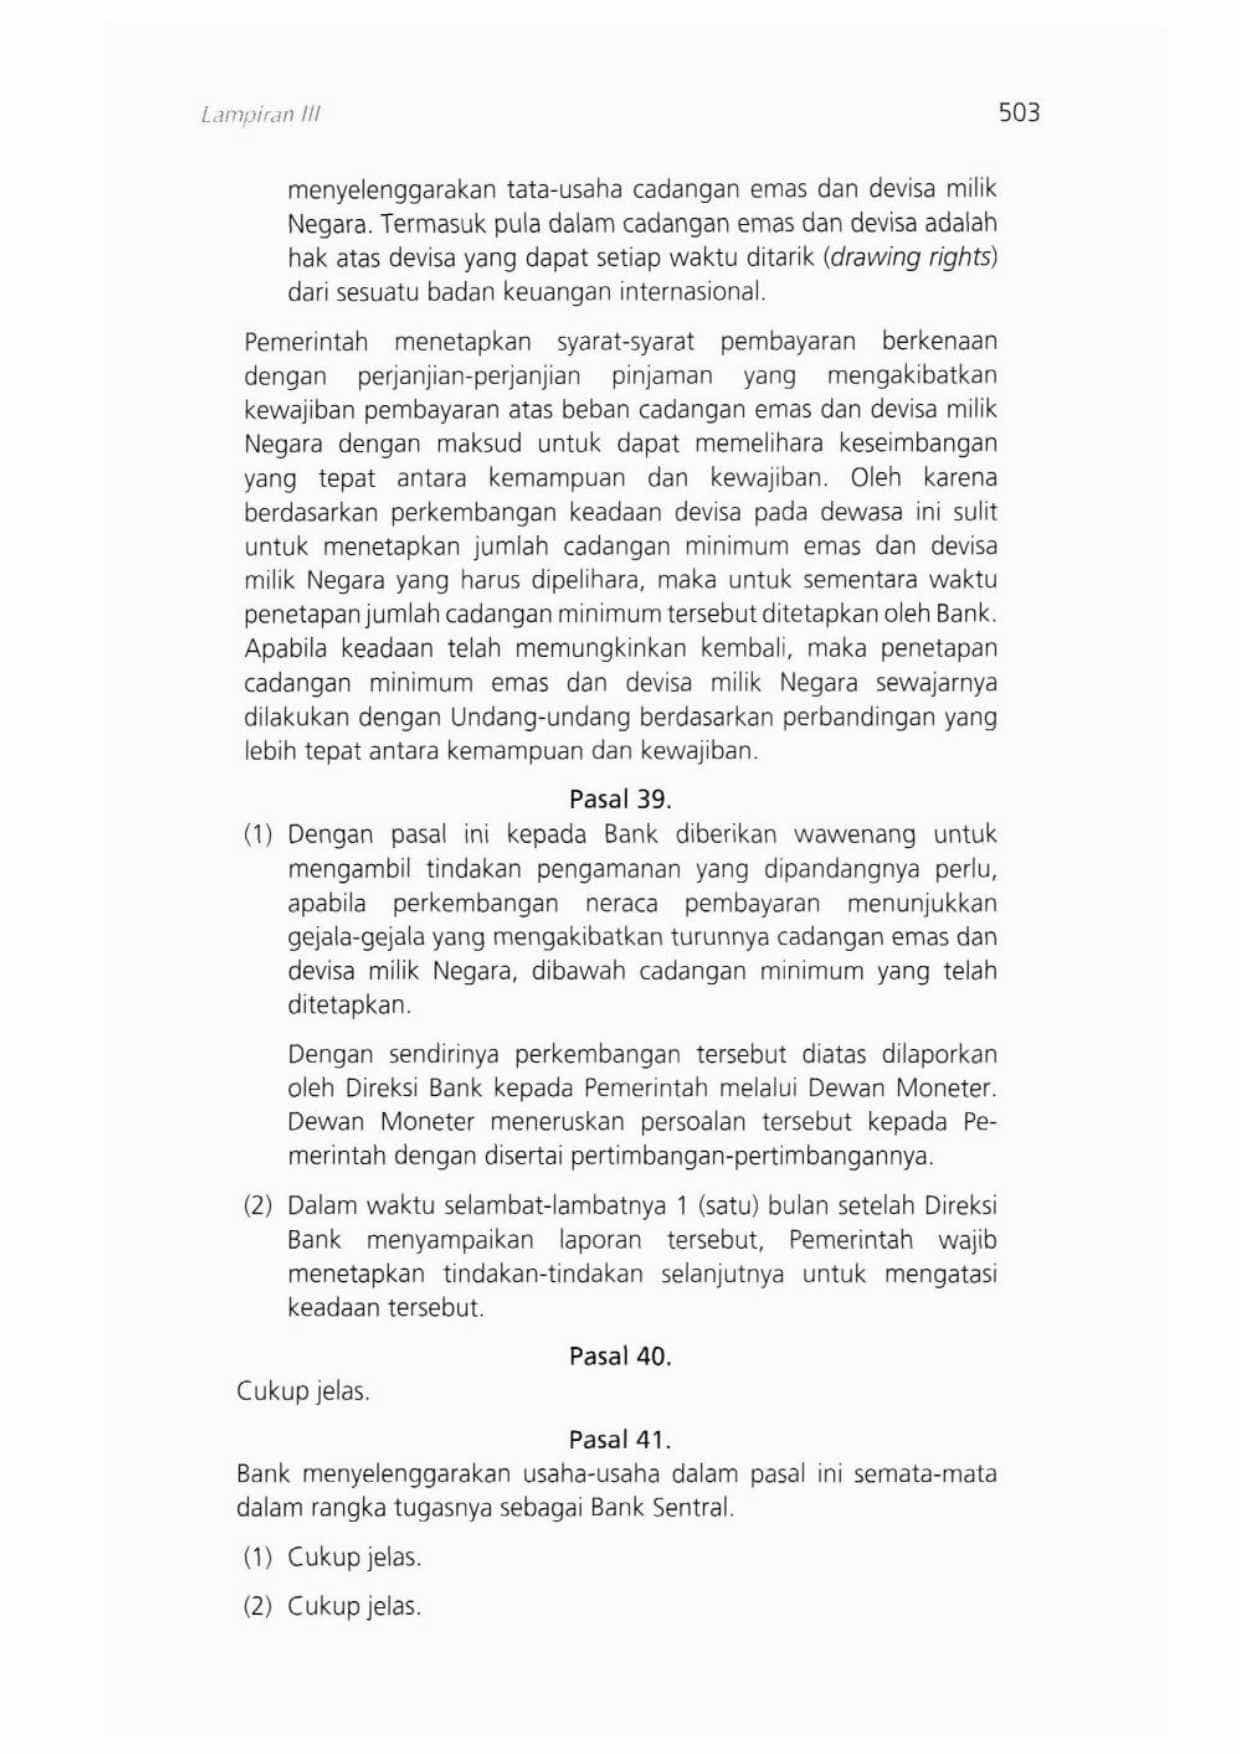 Lampiran III
503
menyelenggarakan tata-usaha cadangan emas dan devisa milik
Negara. Termasuk pula dalam cadangan emas dan devisa adalah
hak atas devisa yang dapat setiap waktu ditarik (drawing rights)
dari sesuatu badan keuangan internasional.
Pemerintah menetapkan syarat-syarat pembayaran berkenaan
dengan perjanjian-perjanjian pinjaman yang mengakibatkan
kewajiban pembayaran atas beban cadangan emas dan devisa milik
Negara dengan maksud untuk dapat memelihara keseimbangan
yang tepat antara kemampuan dan kewajiban. Oleh karena
berdasarkan perkembangan keadaan devisa pada dewasa ini sulit
untuk menetapkan jumlah cadangan minimum emas dan devisa
milik Negara yang harus dipelihara, maka untuk sementara waktu
penetapan jumlah cadangan minimum tersebut ditetapkan oleh Bank.
Apabila keadaan telah memungkinkan kembali, maka penetapan
cadangan minimum emas dan devisa milik Negara sewajarnya
dilakukan dengan Undang-undang berdasarkan perbandingan yang
lebih tepat antara kemampuan dan kewajiban.
Pasal 39.
(1) Dengan pasal ini kepada Bank diberikan wawenang untuk
mengambil tindakan pengamanan yang dipandangnya perlu,
apabila perkembangan neraca pembayaran menunjukkan
gejala-gejala yang mengakibatkan turunnya cadangan emas dan
devisa milik Negara, dibawah cadangan minimum yang telah
ditetapkan.
Dengan sendirinya perkembangan tersebut diatas dilaporkan
oleh Direksi Bank kepada Pemerintah melalui Dewan Moneter.
Dewan Moneter meneruskan persoalan tersebut kepada Pe-
merintah dengan disertai pertimbangan-pertimbangannya.
(2) Dalam waktu selambat-lambatnya 1 (satu) bulan setelah Direksi
Bank menyampaikan laporan tersebut, Pemerintah wajib
menetapkan tindakan-tindakan selanjutnya untuk mengatasi
keadaan tersebut.
Pasal 40.
Cukup jelas.
Pasal 41.
Bank menyelenggarakan usaha-usaha dalam pasal ini semata-mata
dalam rangka tugasnya sebagai Bank Sentral.
(1) Cukup jelas.
(2) Cukup jelas.